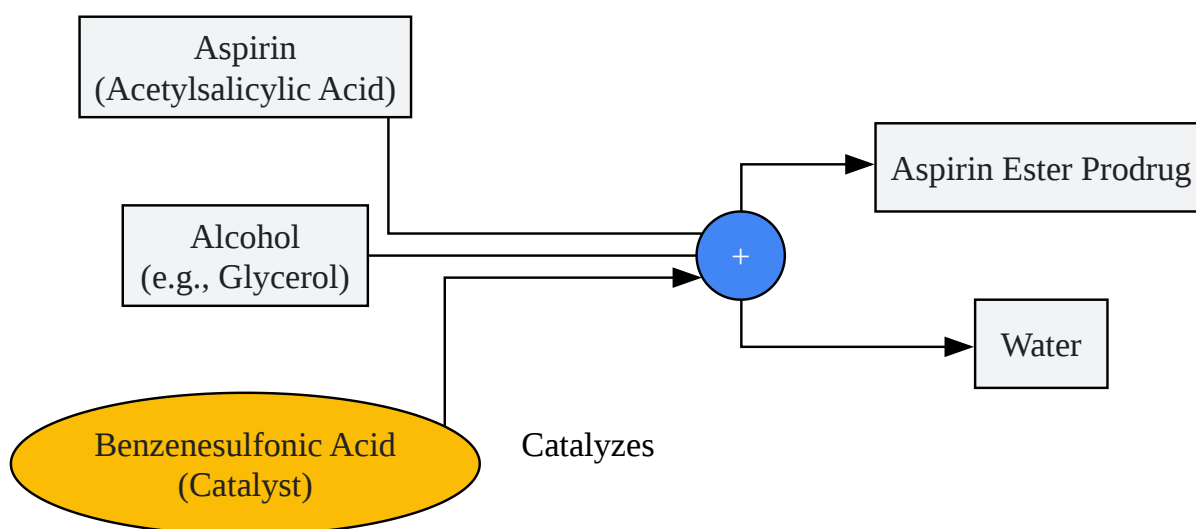 Aspirin
(Acetylsalicylic Acid)
Aspirin Ester Prodrug
Alcohol
(e.g., Glycerol)
+
Water
Benzenesulfonic Acid
(Catalyst)
Catalyzes